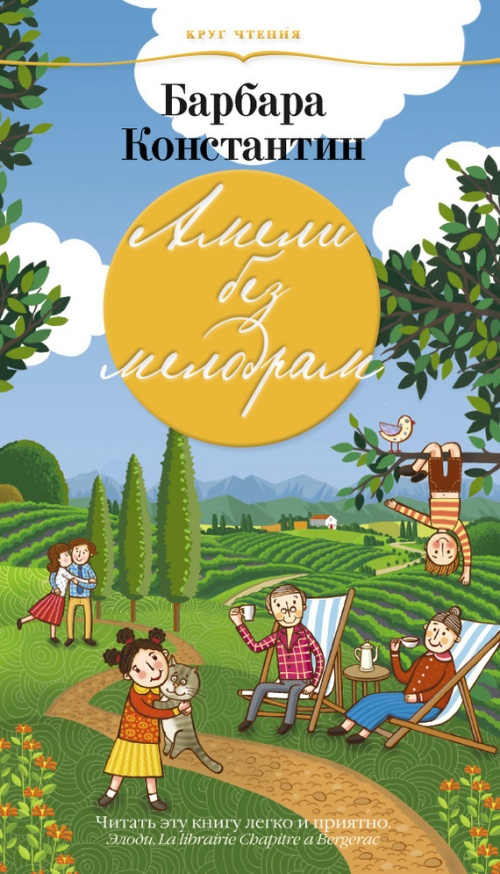 КРУГ ЧТЕНИЯ
Барбара
Константин
Амели
без
мелодрам
Читать эту книгу легко и приятно.
Элоди. La librairie Chapitre a Bergerac